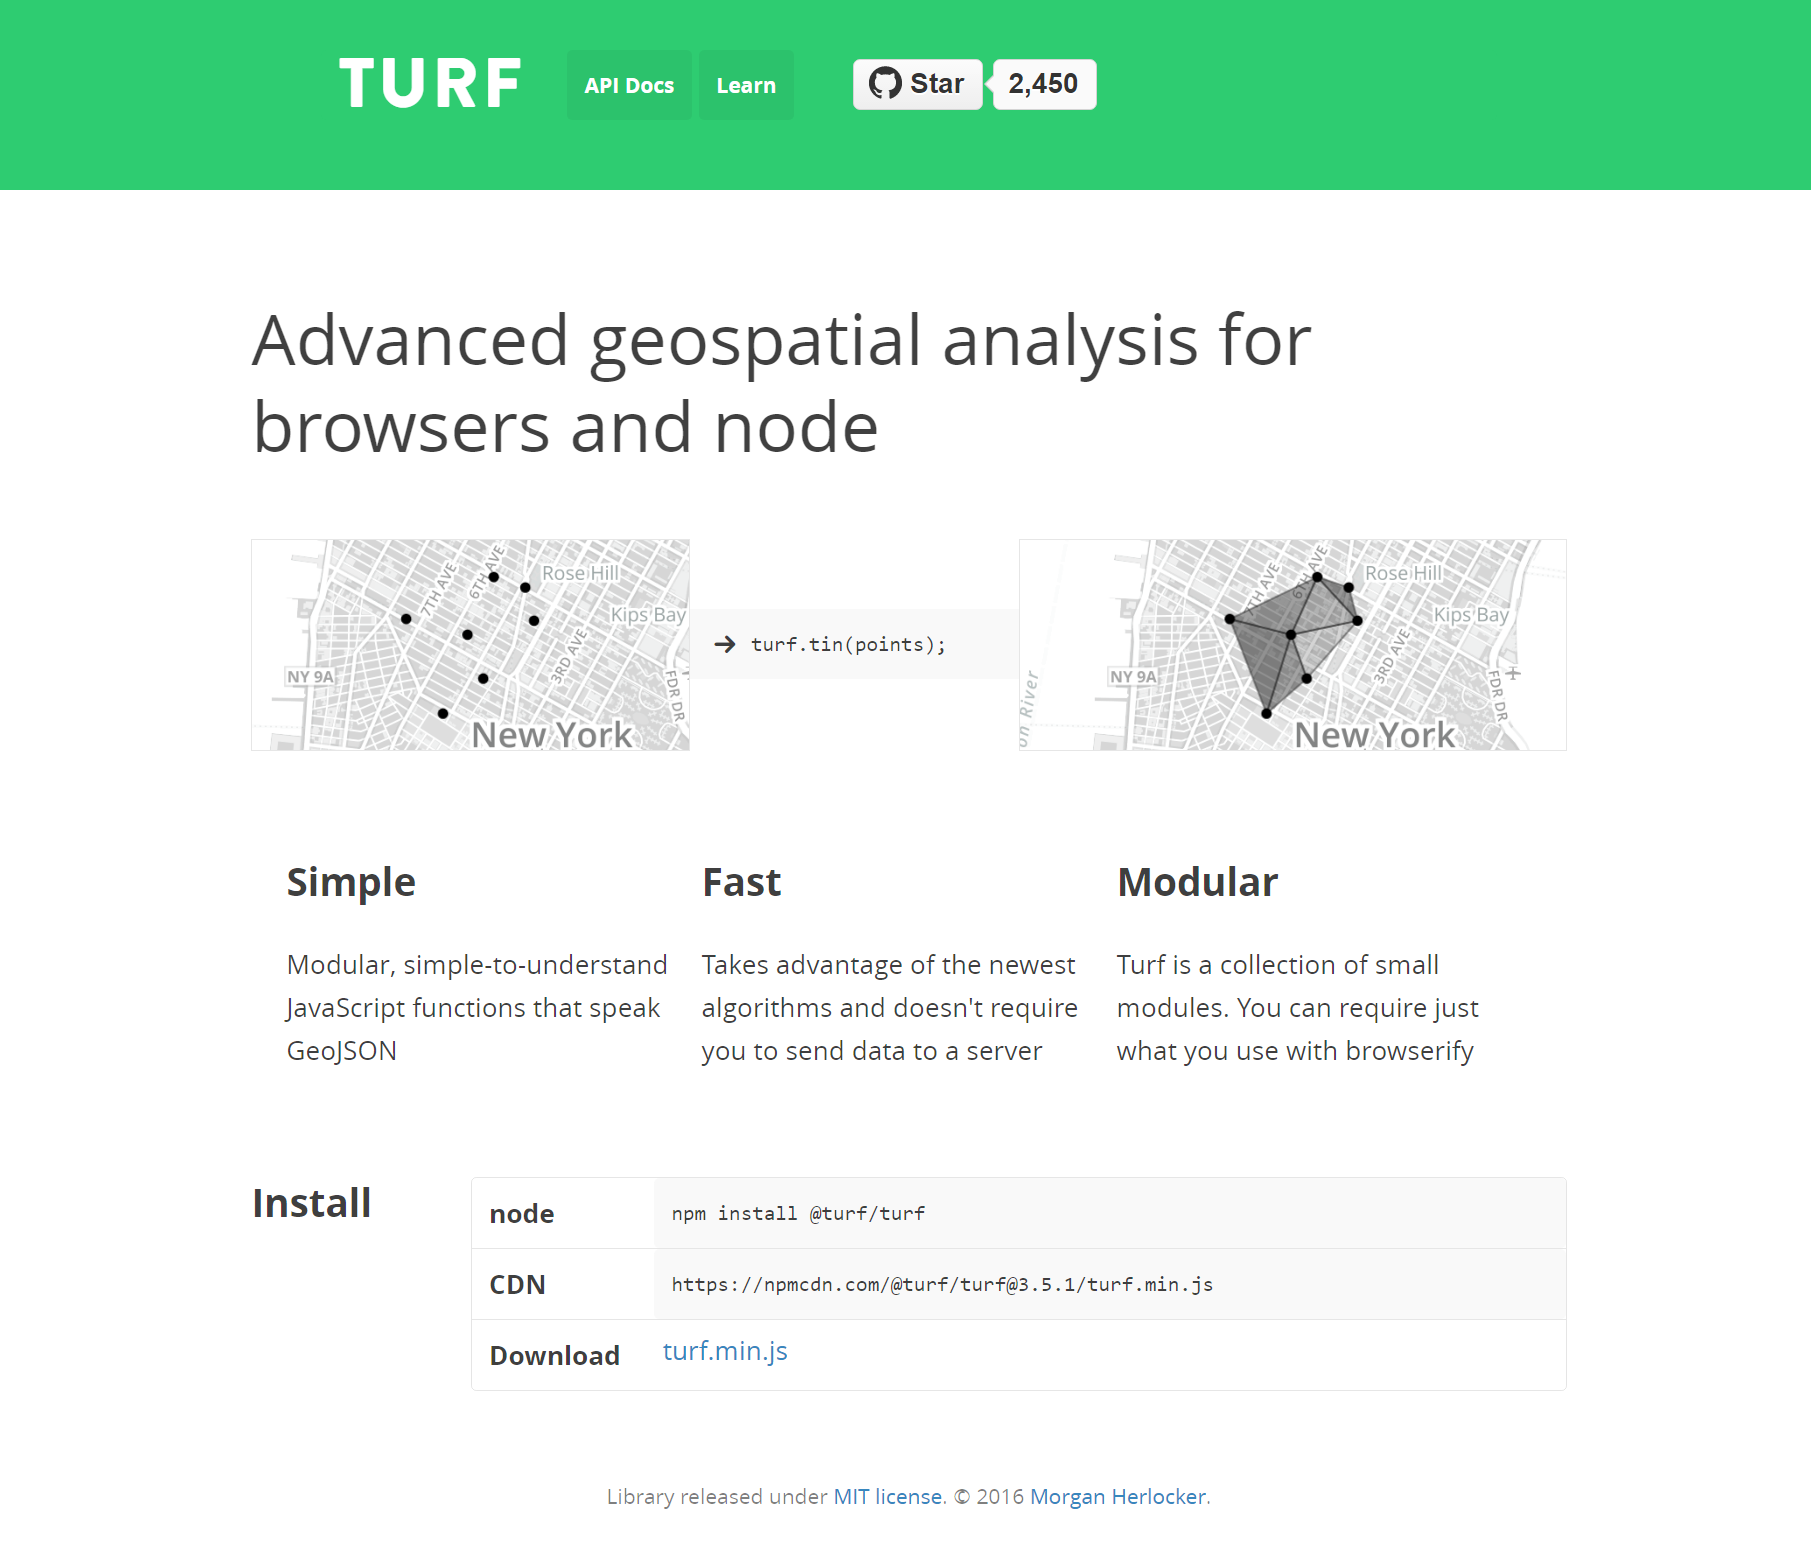 TURF
API Docs
Learn
Star
2,450
Advanced geospatial analysis for
browsers and node
7TH AVE
6TH AVE
Rose Hill
Kips Bay
3RD AVE
NY 9A
FDR DR
New York
turf.tin(points);
Rose Hill
Kips Bay
3RD AVE
NY 9A
FDR DR
New York
Simple
Modular, simple-to-understand
JavaScript functions that speak
GeoJSON
Fast
Takes advantage of the newest
algorithms and doesn't require
you to send data to a server
Modular
Turf is a collection of small
modules. You can require just
what you use with browserify
Install
node
npm install @turf/turf
CDN
https://npmcdn.com/@turf/turf@3.5.1/turf.min.js
Download
turf.min.js
Library released under MIT license. © 2016 Morgan Herlocker.